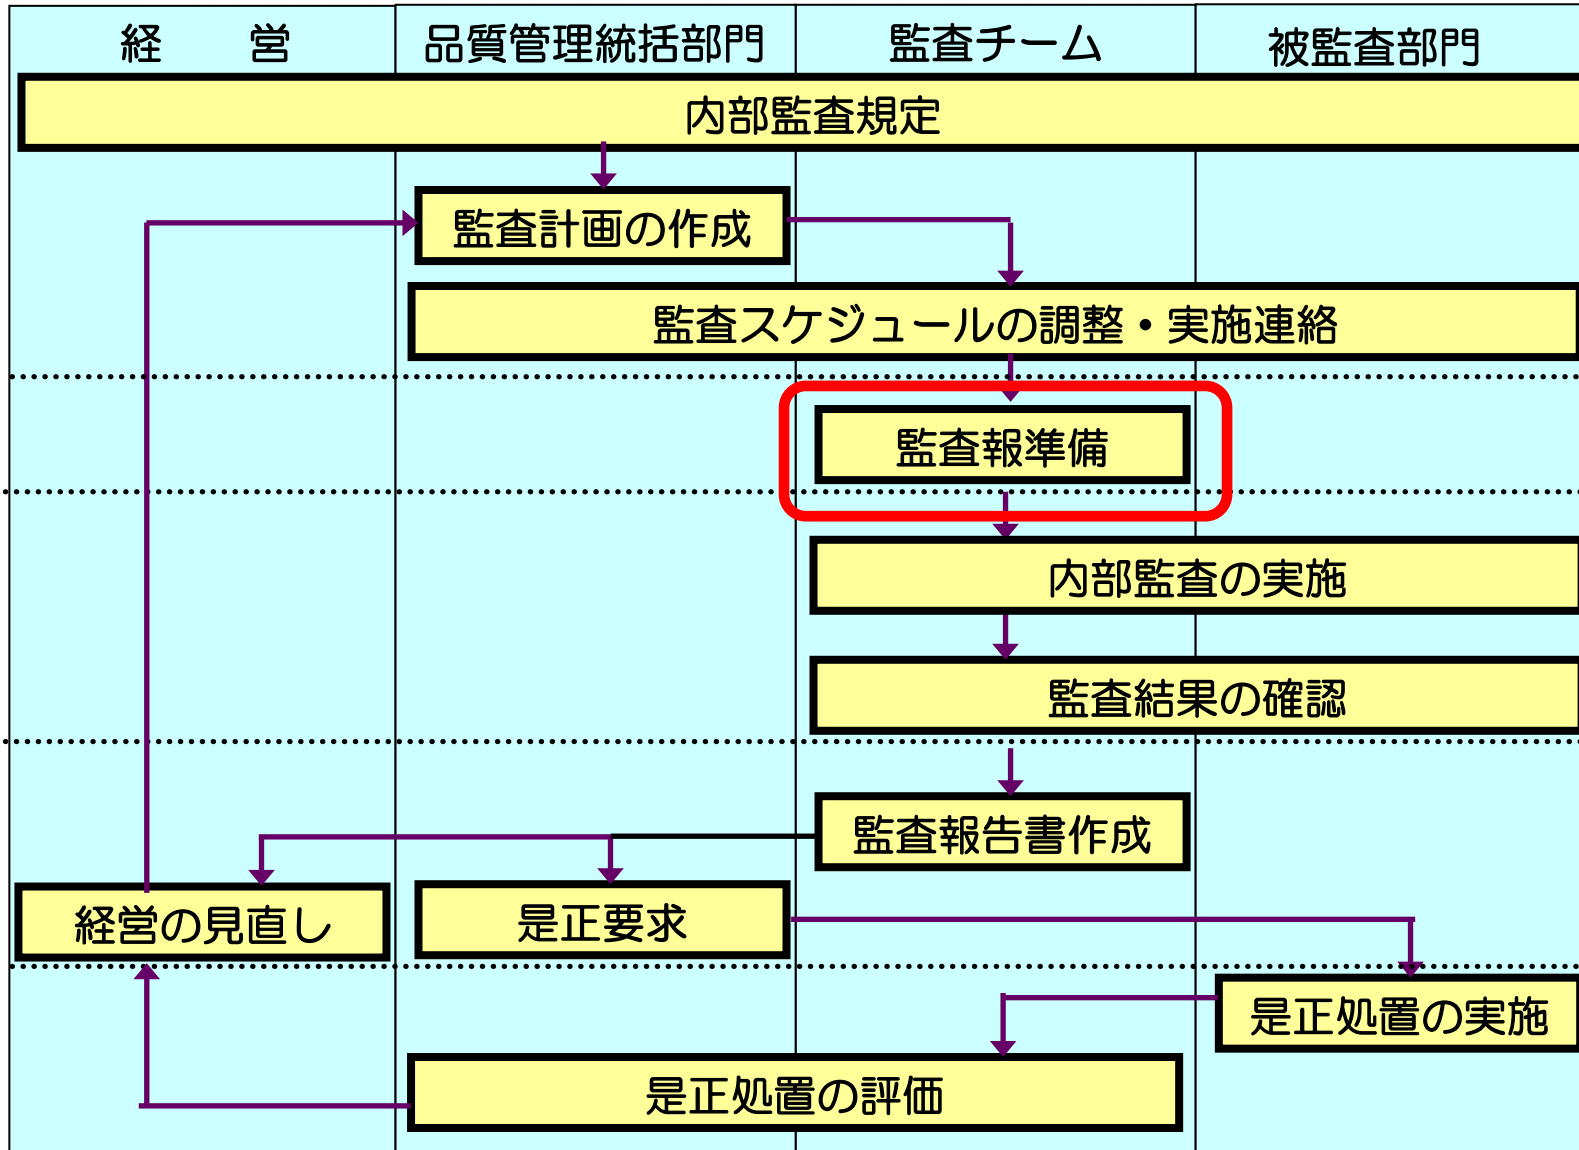 経　営
品質管理統括部門
監査チーム
被監査部門
内部監査規定
監査計画の作成
監査スケジュールの調整・実施連絡
監査報準備
内部監査の実施
監査結果の確認
監査報告書作成
経営の見直し
是正要求
是正処置の実施
是正処置の評価